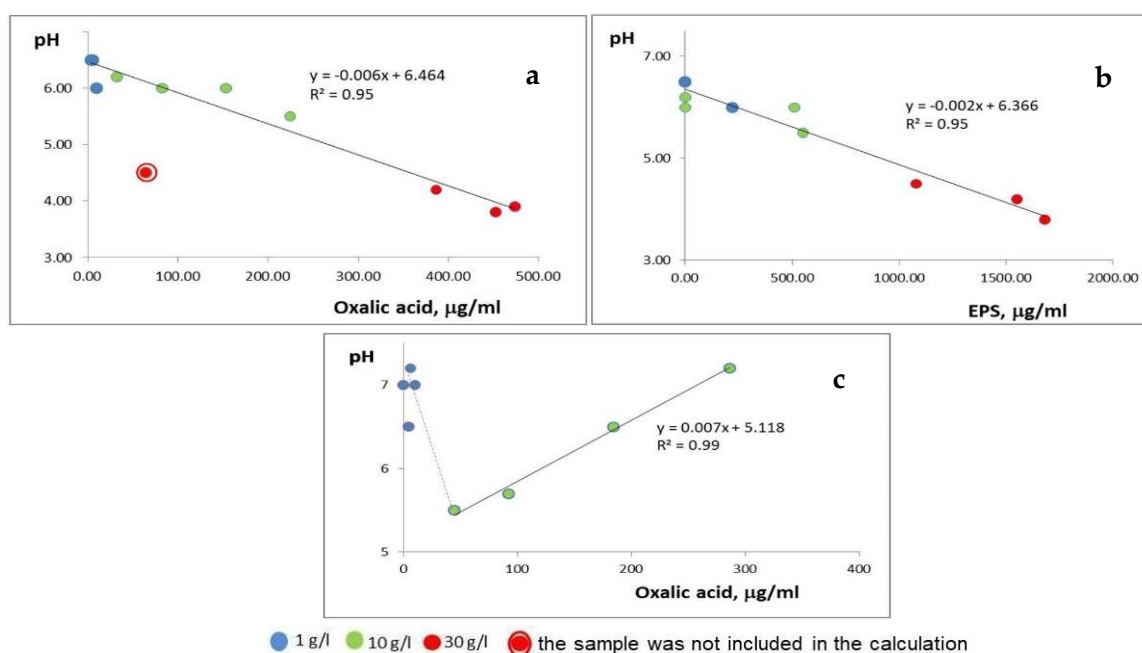 pH
a
6.00
5.00
4.00
3.00
y = -0.006x + 6.464
R² = 0.95
0.00 100.00 200.00 300.00 400.00 500.00
Oxalic acid, µg/ml
pH
b
7.00
5.00
3.00
y = -0.002x + 6.366
R² = 0.95
0.00 500.00 1000.00 1500.00 2000.00
EPS, µg/ml
pH
c
7
6
5
y = 0.007x + 5.118
R² = 0.99
0 100 200 300 400
Oxalic acid, µg/ml
1 g/l 10 g/l 30 g/l the sample was not included in the calculation